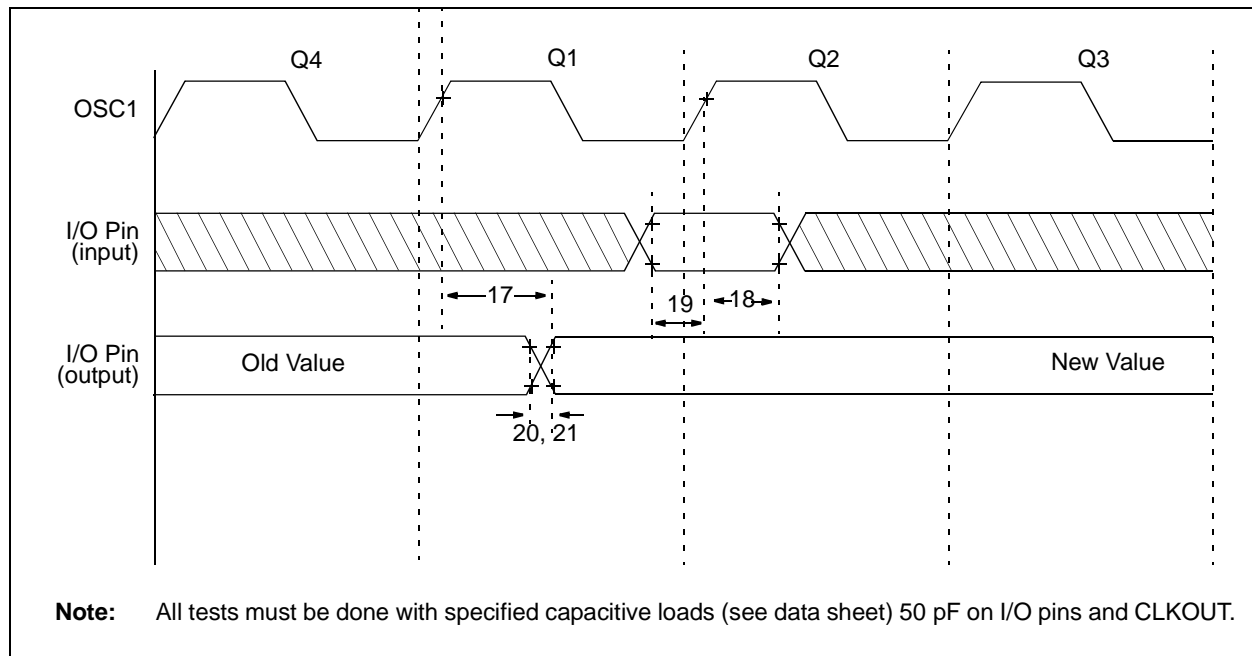 Q4 Q1 Q2 Q3
OSC1
I/O Pin
(input)
17 19 18
I/O Pin
(output)
Old Value New Value
20, 21
Note: All tests must be done with specified capacitive loads (see data sheet) 50 pF on I/O pins and CLKOUT.